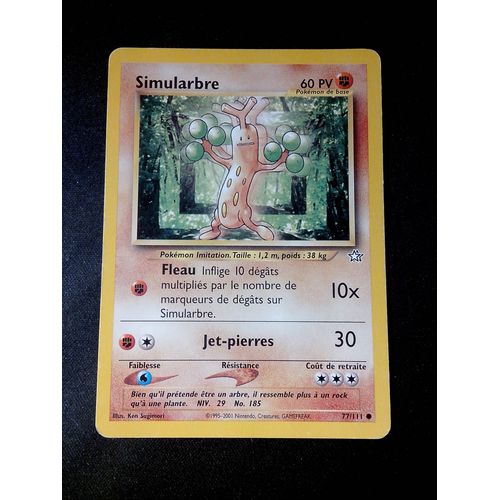 Simularbre 60 PV
Pokémon de base
Pokémon Imitation. Taille : 1,2 m, poids : 38 kg
Fleau Inflige 10 dégâts
multipliés par le nombre de
marqueurs de dégâts sur
Simularbre.
10x
Jet-pierres 30
Faiblesse Résistance Coût de retraite
Bien qu'il prétende être un arbre, il ressemble plus à un roc
qu'à une plante. NIV. 29 No. 185
Illus. Ken Sugimori ©1995-2001 Nintendo, Creatures, GAMEFREAK. 77/111